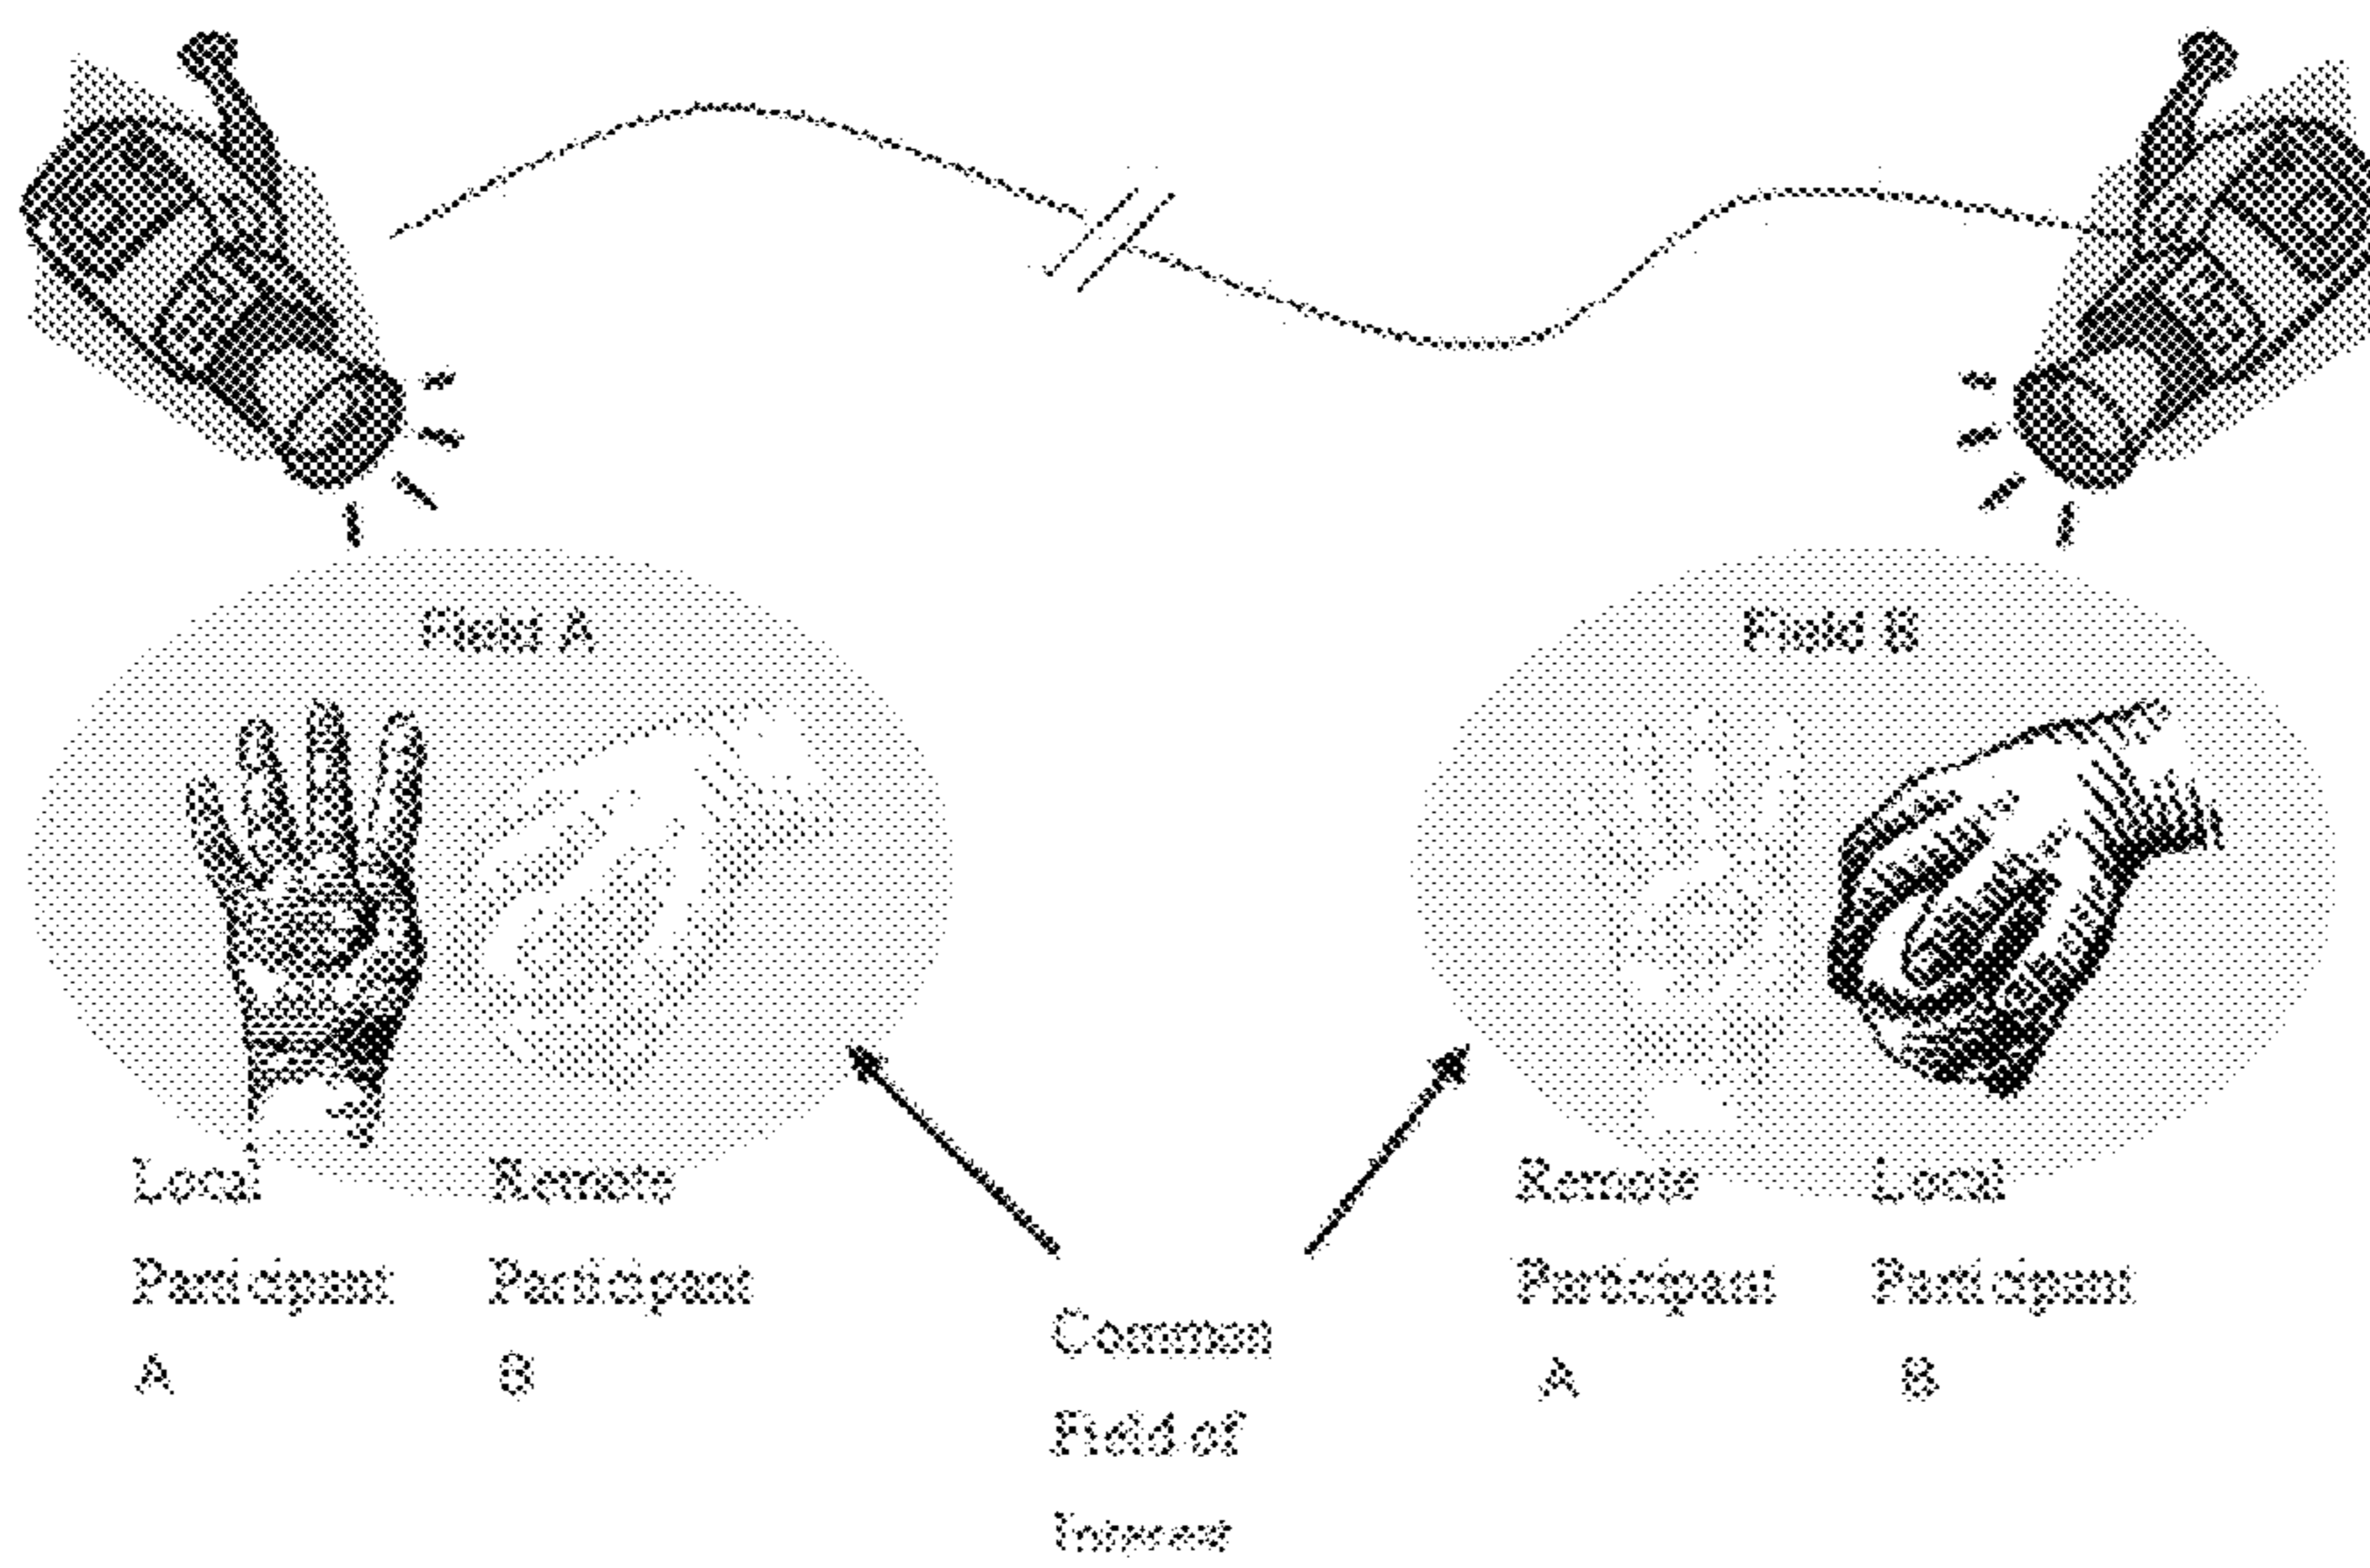 Field A
Field B
Local
Participant
A
Remote
Participant
B
Common
Field of
Interest
Remote
Participant
A
Local
Participant
B